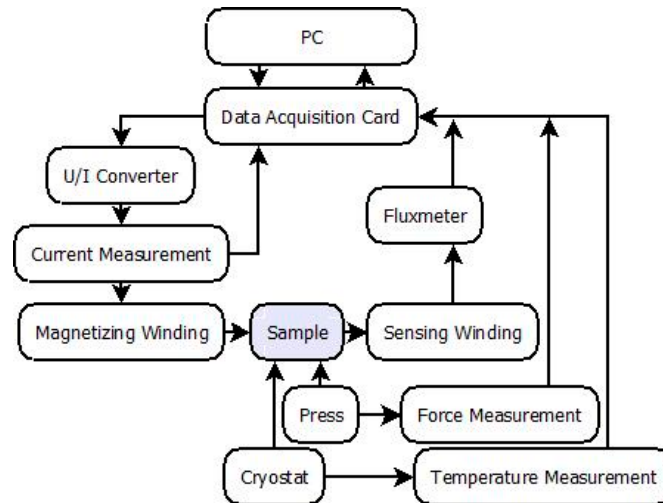 PC
Data Acquisition Card
U/I Converter
Fluxmeter
Current Measurement
Magnetizing Winding
Sample
Sensing Winding
Press
Force Measurement
Cryostat
Temperature Measurement